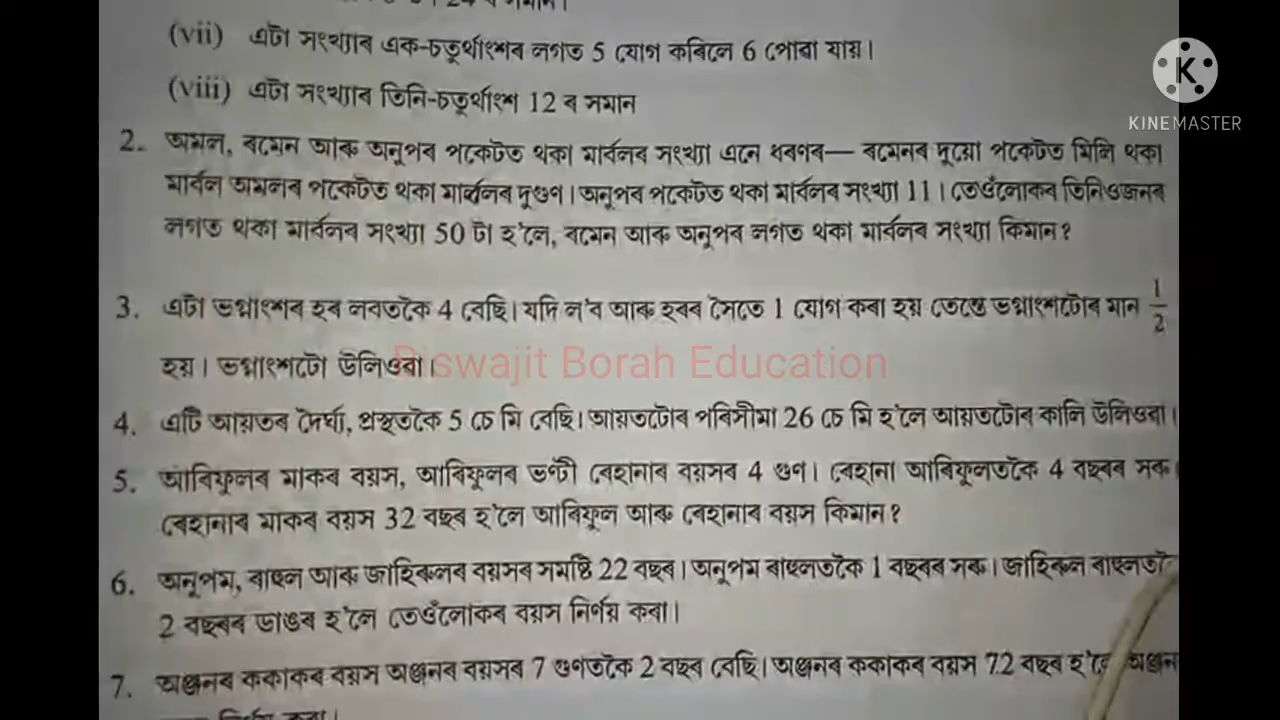 24 ৰ সমান।
(vii) এটা সংখ্যাৰ এক-চতুৰ্থাংশৰ লগত 5 যোগ কৰিলে 6 পোৱা যায়।
(viii) এটা সংখ্যাৰ তিনি-চতুৰ্থাংশ 12 ৰ সমান
K
KINEMASTER
2. অমল, ৰমেন আৰু অনুপৰ পকেটত থকা মাৰ্বলৰ সংখ্যা এনে ধৰণৰ— ৰমেনৰ দুয়ো পকেটত মিলি থকা
মাৰ্বল অমলৰ পকেটত থকা মাৰ্বলৰ দুগুণ। অনুপৰ পকেটত থকা মাৰ্বলৰ সংখ্যা 11। তেওঁলোকৰ তিনিওজনৰ
লগত থকা মাৰ্বলৰ সংখ্যা 50 টা হ'লে, ৰমেন আৰু অনুপৰ লগত থকা মাৰ্বলৰ সংখ্যা কিমান?
3. এটা ভগ্নাংশৰ হৰ লবতকৈ 4 বেছি। যদি ল'ব আৰু হৰৰ সৈতে 1 যোগ কৰা হয় তেন্তে ভগ্নাংশটোৰ মান 1/2
হয়। ভগ্নাংশটো উলিওৱা।
Biswajit Borah Education
4. এটি আয়তৰ দৈৰ্ঘ্য, প্ৰস্থতকৈ 5 চে মি বেছি। আয়তটোৰ পৰিসীমা 26 চে মি হ'লে আয়তটোৰ কালি উলিওৱা।
5. আৰিফুলৰ মাকৰ বয়স, আৰিফুলৰ ভণ্টী ৰেহানাৰ বয়সৰ 4 গুণ। ৰেহানা আৰিফুলতকৈ 4 বছৰৰ সৰু।
ৰেহানাৰ মাকৰ বয়স 32 বছৰ হ'লে আৰিফুল আৰু ৰেহানাৰ বয়স কিমান?
6. অনুপম, ৰাহুল আৰু জাহিৰুলৰ বয়সৰ সমষ্টি 22 বছৰ। অনুপম ৰাহুলতকৈ 1 বছৰৰ সৰু। জাহিৰুল
2 বছৰৰ ডাঙৰ হ'লে তেওঁলোকৰ বয়স নিৰ্ণয় কৰা।
7. অঞ্জনৰ ককাকৰ বয়স অঞ্জনৰ বয়সৰ 7 গুণতকৈ 2 বছৰ বেছি। অঞ্জনৰ ককাকৰ বয়স 72 বছৰ হ'লে